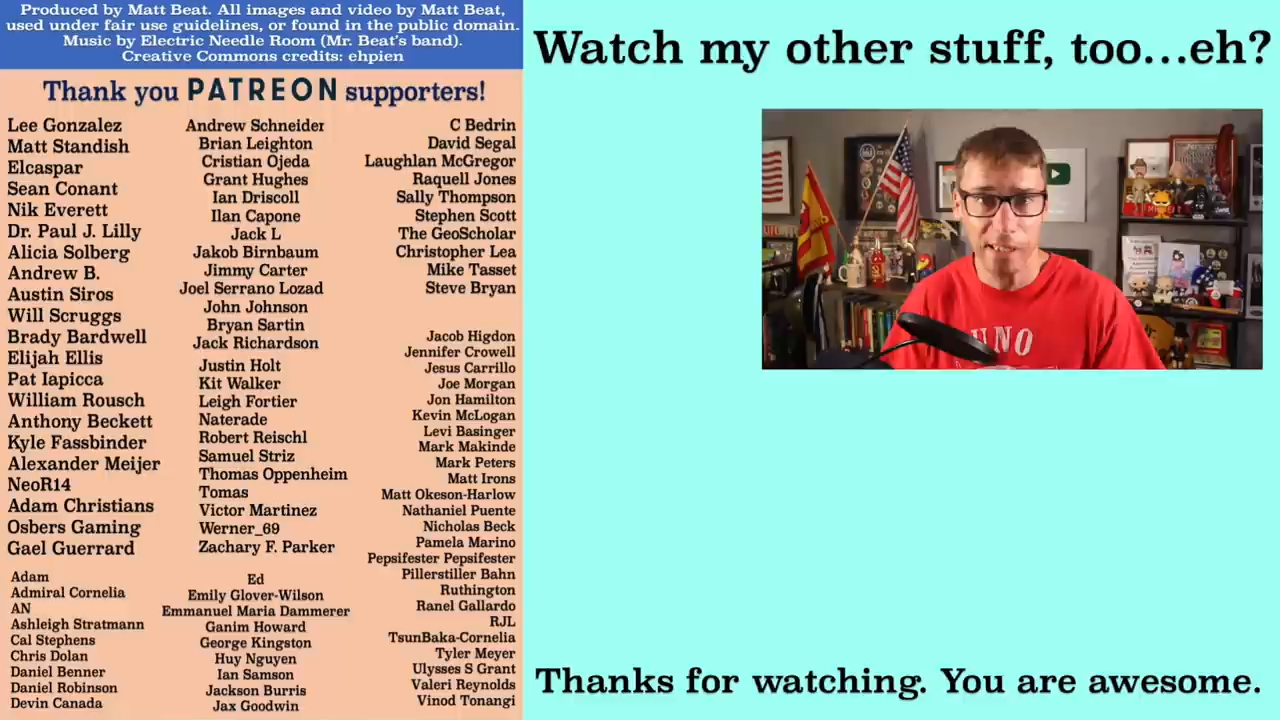 Produced by Matt Beat. All images and video by Matt Beat,
used under fair use guidelines, or found in the public domain.
Music by Electric Needle Room (Mr. Beat's band).
Creative Commons credits: ehpien
Thank you PATREON supporters!
Lee Gonzalez
Matt Standish
Elcaspar
Sean Conant
Nik Everett
Dr. Paul J. Lilly
Alicia Solberg
Andrew B.
Austin Siros
Will Scruggs
Brady Bardwell
Elijah Ellis
Pat Iapicca
William Rousch
Anthony Beckett
Kyle Fassbinder
Alexander Meijer
NeoR14
Adam Christians
Osbers Gaming
Gael Guerrard
Adam
Admiral Cornelia
AN
Ashleigh Stratmann
Cal Stephens
Chris Dolan
Daniel Benner
Daniel Robinson
Devin Canada
Andrew Schneider
Brian Leighton
Cristian Ojeda
Grant Hughes
Ian Driscoll
Ilan Capone
Jack L
Jakob Birnbaum
Jimmy Carter
Joel Serrano Lozad
John Johnson
Bryan Sartin
Jack Richardson
Justin Holt
Kit Walker
Leigh Fortier
Naterade
Robert Reischl
Samuel Striz
Thomas Oppenheim
Tomas
Victor Martinez
Werner_69
Zachary F. Parker
Ed
Emily Glover-Wilson
Emmanuel Maria Dammerer
Ganim Howard
George Kingston
Huy Nguyen
Ian Samson
Jackson Burris
Jax Goodwin
C Bedrin
David Segal
Laughlan McGregor
Raquell Jones
Sally Thompson
Stephen Scott
The GeoScholar
Christopher Lea
Mike Tasset
Steve Bryan
Jacob Higdon
Jennifer Crowell
Jesus Carrillo
Joe Morgan
Jon Hamilton
Kevin McLogan
Levi Basinger
Mark Makinde
Mark Peters
Matt Irons
Matt Okeson-Harlow
Nathaniel Puente
Nicholas Beck
Pamela Marino
Pepsifester Pepsifester
Pillerstiller Bahn
Ruthington
Ranel Gallardo
RJL
TsunBaka-Cornelia
Tyler Meyer
Ulysses S Grant
Valeri Reynolds
Vinod Tonangi
Watch my other stuff, too...eh?
UNO
Thanks for watching. You are awesome.